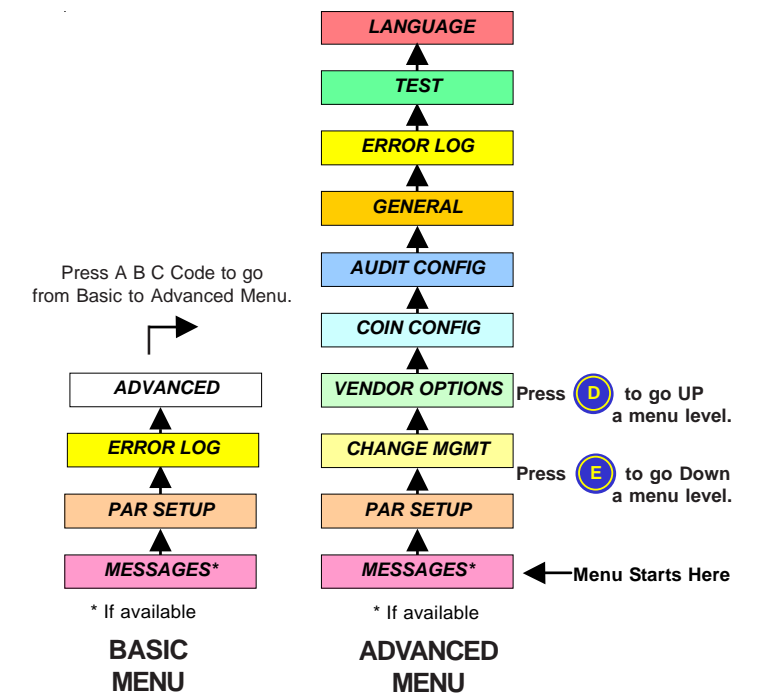 LANGUAGE
TEST
ERROR LOG
GENERAL
AUDIT CONFIG
COIN CONFIG
VENDOR OPTIONS
CHANGE MGMT
PAR SETUP
MESSAGES*
* If available
ADVANCED
MENU
Press A B C Code to go
from Basic to Advanced Menu.
ADVANCED
ERROR LOG
PAR SETUP
MESSAGES*
* If available
BASIC
MENU
Press D to go UP
a menu level.
Press E to go Down
a menu level.
Menu Starts Here